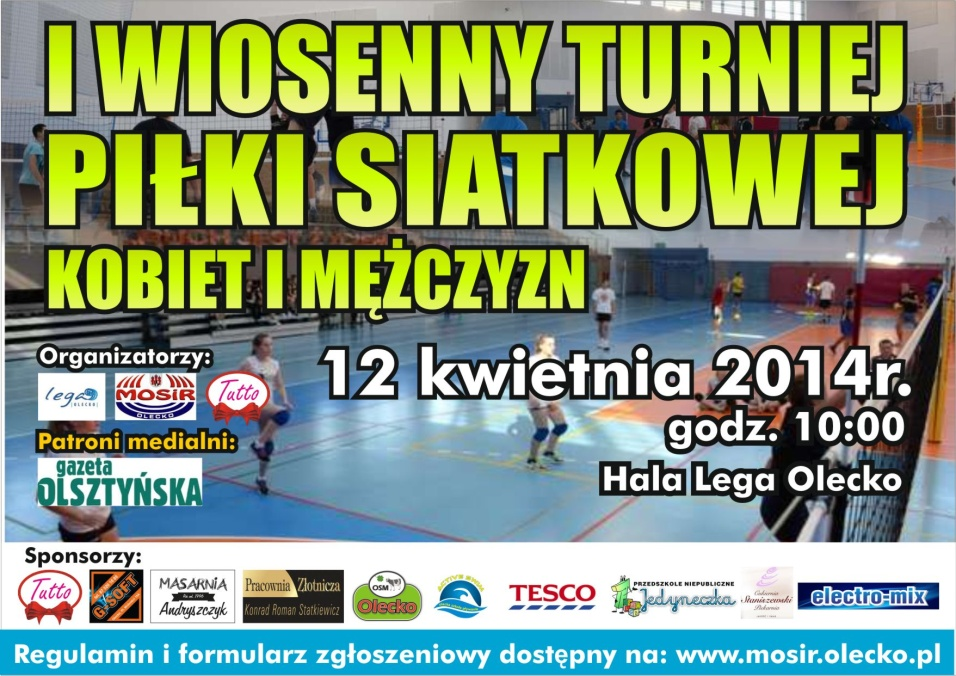 I WIOSENNY TURNIEJ
PIŁKI SIATKOWEJ
KOBIET I MĘŻCZYZN
Organizatorzy:
lega OLECKO
MOSiR
OLECKO
Tutto
12 kwietnia 2014r.
godz. 10:00
Hala Lega Olecko
Patroni medialni:
gazeta
OLSZTYŃSKA
Sponsorzy:
Tutto
G-SOFT
MASARNIA
Andryszczyk
Pracownia Złotnicza
Konrad Roman Statkiewicz
OSM
Olecko
TESCO
PRZEDSZKOLE NIEPUBLICZNE
Jedyneczka
Cukiernia
Staniszewski
Piekarnia
electro-mix
Regulamin i formularz zgłoszeniowy dostępny na: www.mosir.olecko.pl